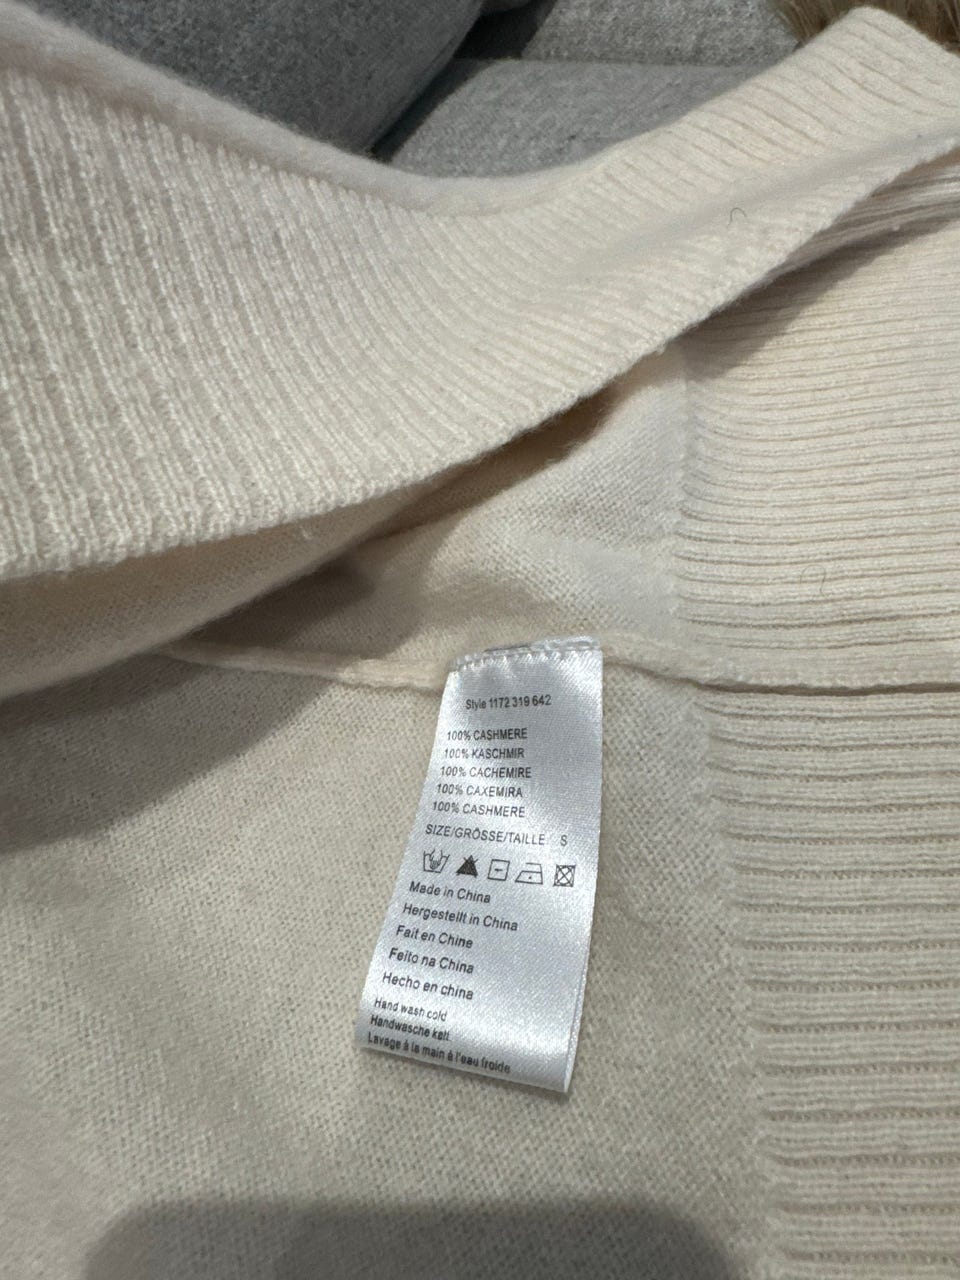 Style 1172 319 642
100% CASHMERE
100% KASCHMIR
100% CACHEMIRE
100% CAXEMIRA
100% CASHMERE
SIZE/GRÖSSE/TAILLE S
Made in China
Hergestellt in China
Fait en Chine
Feito na China
Hecho en china
Hand wash cold
Handwasche kalt
Lavage à la main à l'eau froide